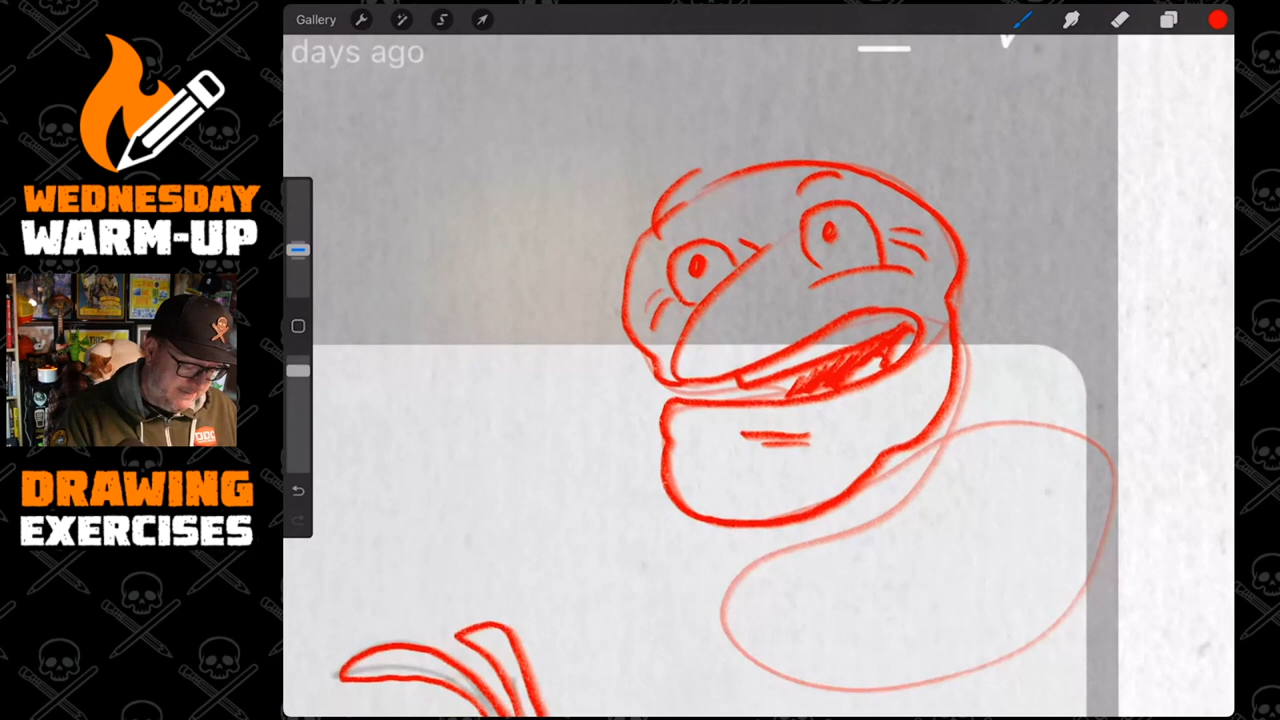 Gallery
days ago
WEDNESDAY
WARM-UP
DRAWING
EXERCISES